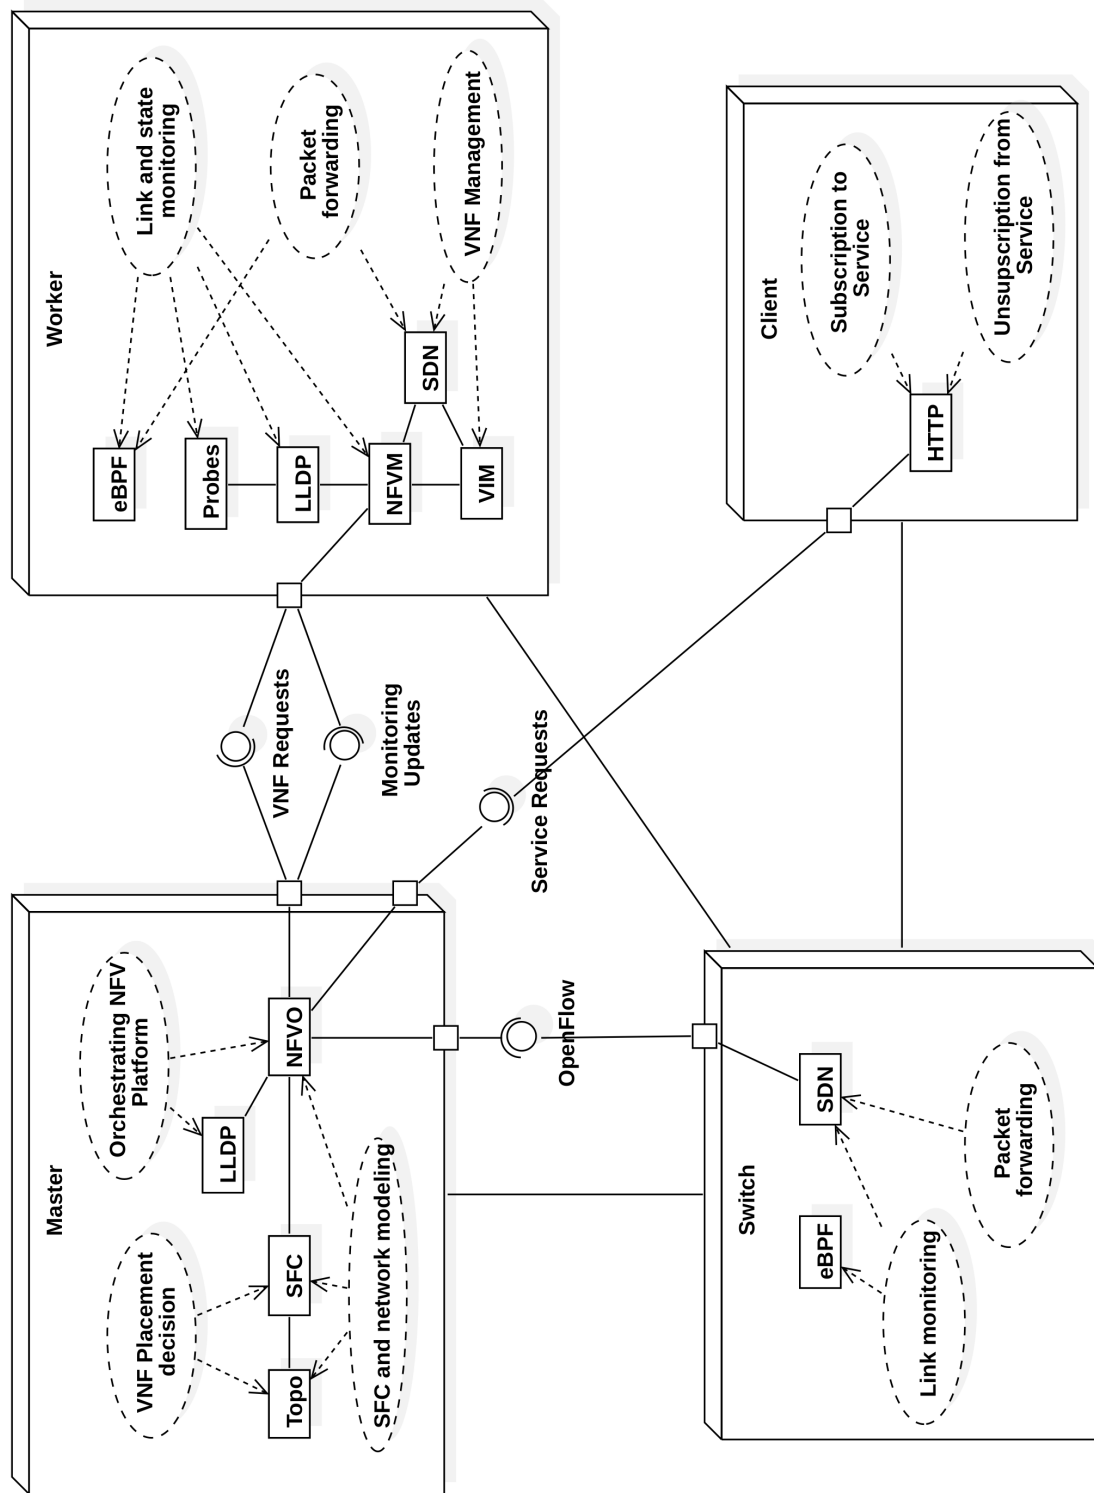 Master
VNF Placement
decision
Orchestrating NFV
Platform
LLDP
Topo
SFC
NFVO
SFC and network modeling
VNF Requests
Monitoring
Updates
Service Requests
OpenFlow
Worker
Link and state
monitoring
Packet
forwarding
VNF Management
eBPF
Probes
LLDP
NFVM
VIM
SDN
Switch
eBPF
SDN
Link monitoring
Packet
forwarding
Client
Subscription to
Service
Unsupscription from
Service
HTTP